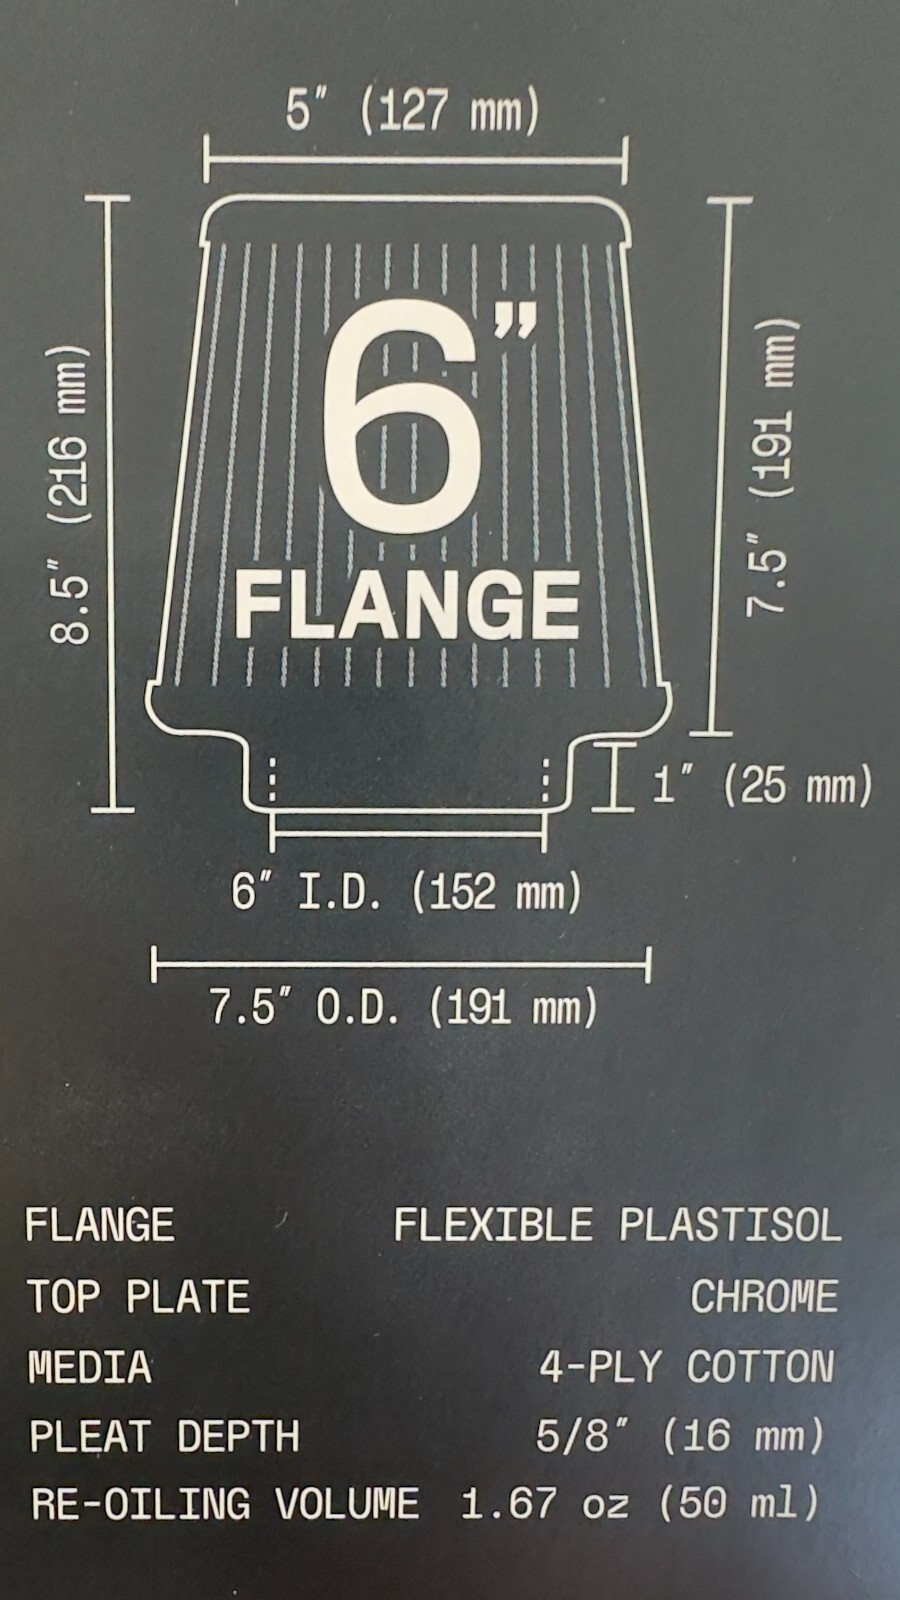 5″ (127 mm)
8.5″ (216 mm)
6”
FLANGE
7.5″ (191 mm)
1″ (25 mm)
6″ I.D. (152 mm)
7.5″ O.D. (191 mm)
FLANGE FLEXIBLE PLASTISOL
TOP PLATE CHROME
MEDIA 4-PLY COTTON
PLEAT DEPTH 5/8″ (16 mm)
RE-OILING VOLUME 1.67 oz (50 ml)